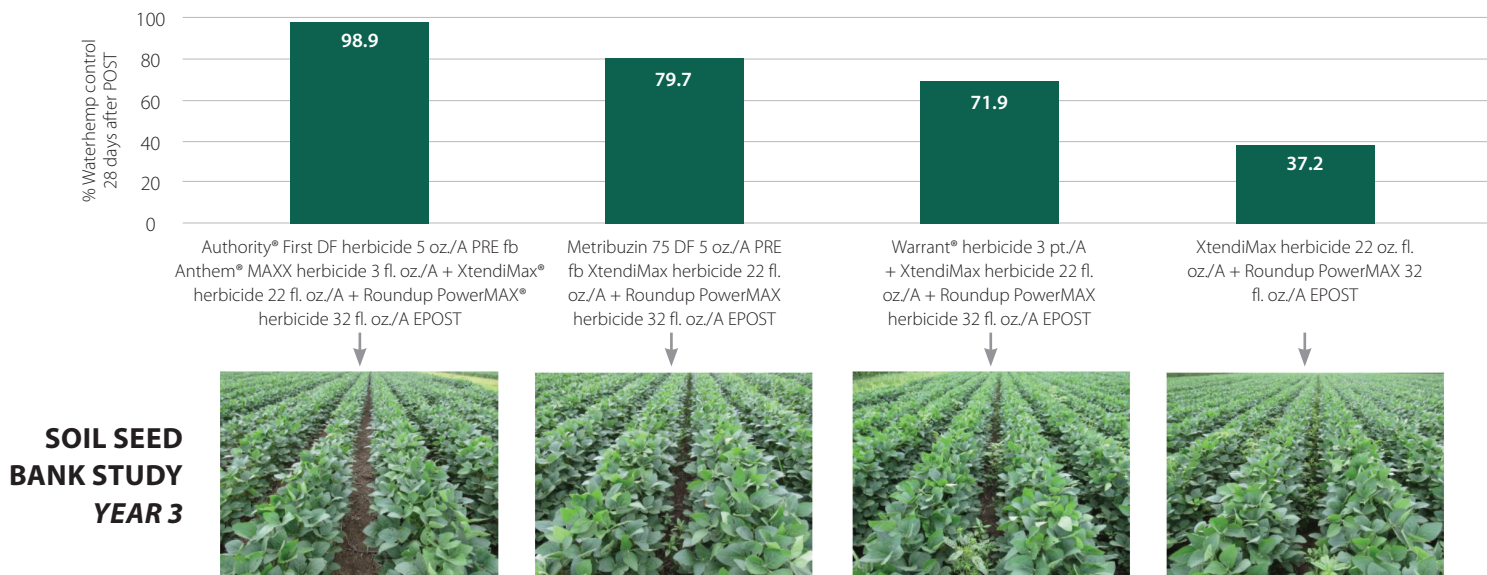 % Waterhemp control
28 days after POST
100
80
60
40
20
0
98.9
79.7
71.9
37.2
Authority® First DF herbicide 5 oz./A PRE fb
Anthem® MAXX herbicide 3 fl. oz./A + XtendiMax®
herbicide 22 fl. oz./A + Roundup PowerMAX®
herbicide 32 fl. oz./A EPOST
Metribuzin 75 DF 5 oz./A PRE
fb XtendiMax herbicide 22 fl.
oz./A + Roundup PowerMAX
herbicide 32 fl. oz./A EPOST
Warrant® herbicide 3 pt./A
+ XtendiMax herbicide 22 fl.
oz./A + Roundup PowerMAX
herbicide 32 fl. oz./A EPOST
XtendiMax herbicide 22 oz. fl.
oz./A + Roundup PowerMAX 32
fl. oz./A EPOST
SOIL SEED
BANK STUDY
YEAR 3